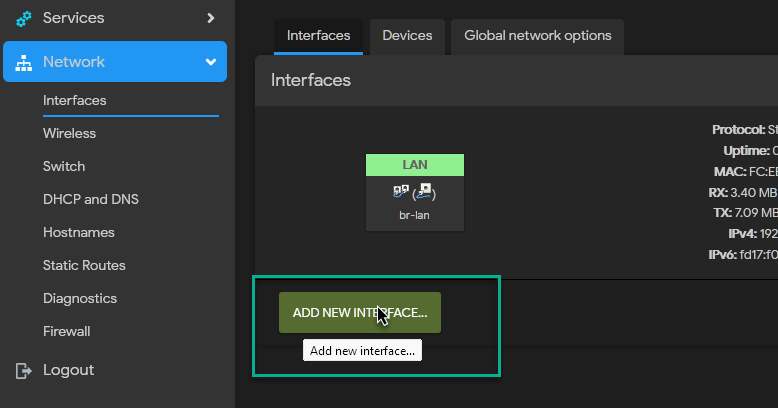 Services
Network
Interfaces
Wireless
Switch
DHCP and DNS
Hostnames
Static Routes
Diagnostics
Firewall
Logout
Interfaces
Devices
Global network options
Interfaces
LAN
br-lan
Protocol: St
Uptime: 0
MAC: FC:EE
RX: 3.40 MB
TX: 7.09 MB
IPv4: 192
IPv6: fd17:f0
ADD NEW INTERFACE...
Add new interface...